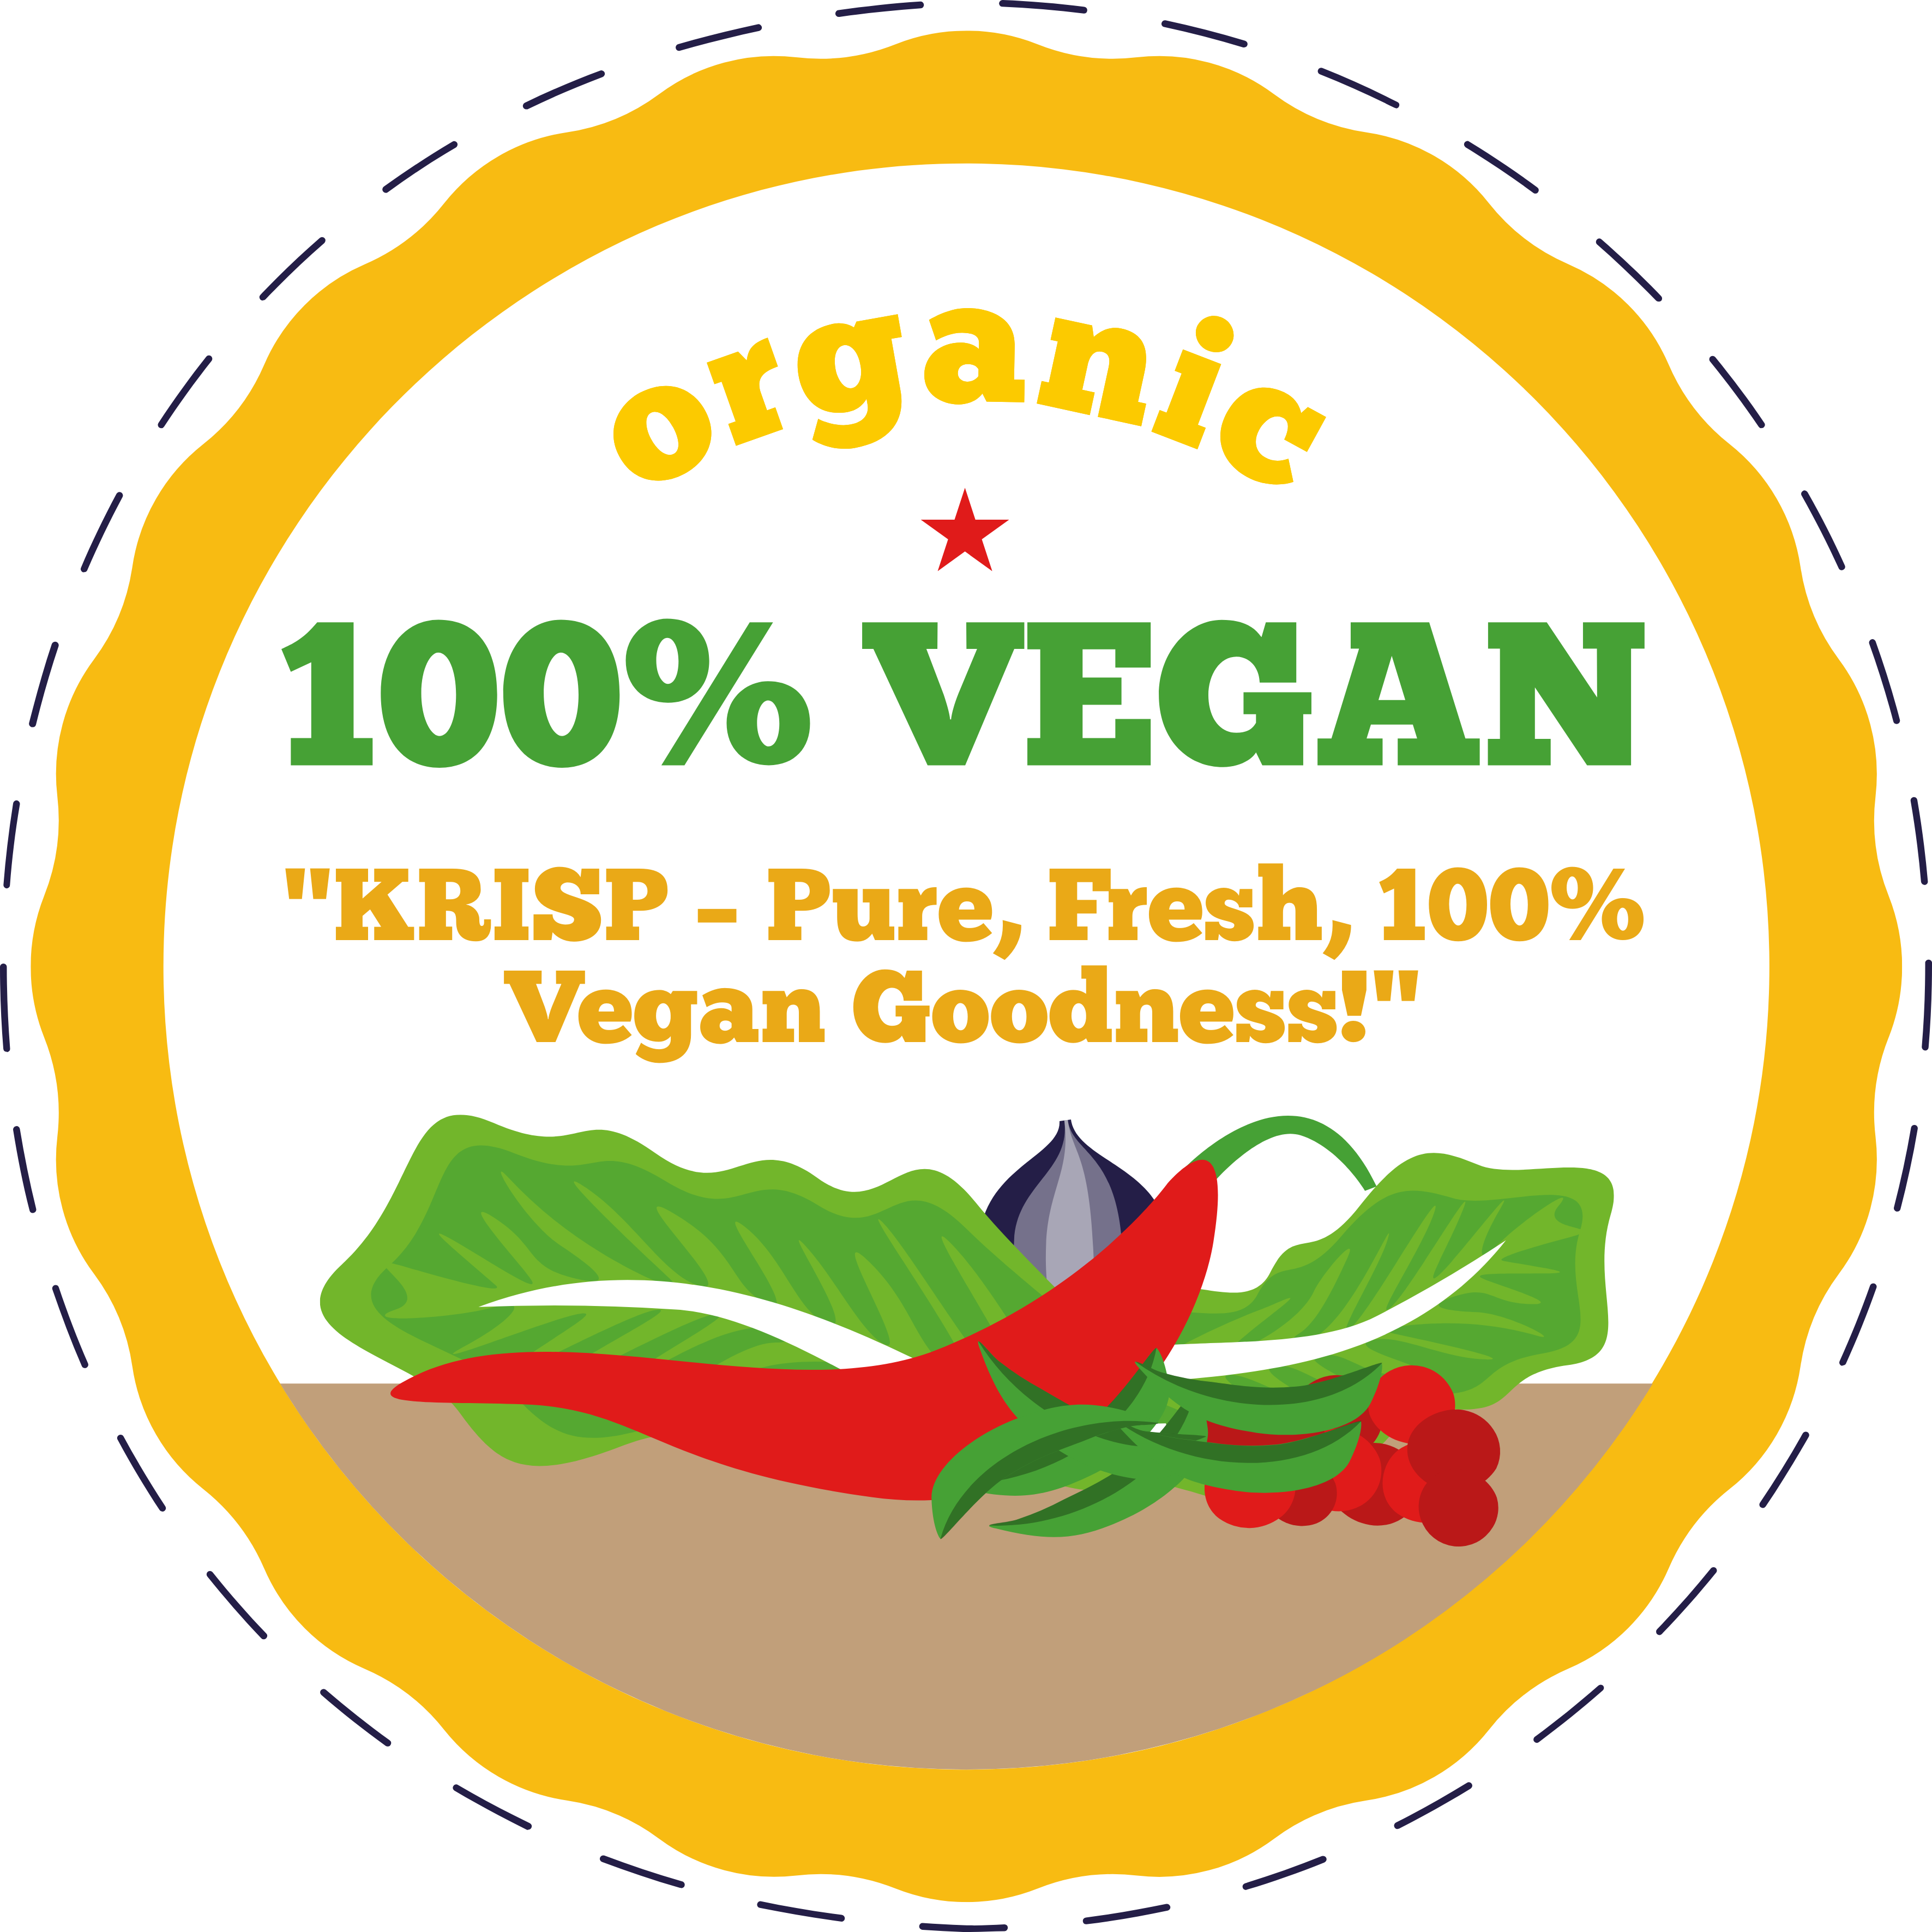 organic
100% VEGAN
"KRISP – Pure, Fresh, 100%
Vegan Goodness!"